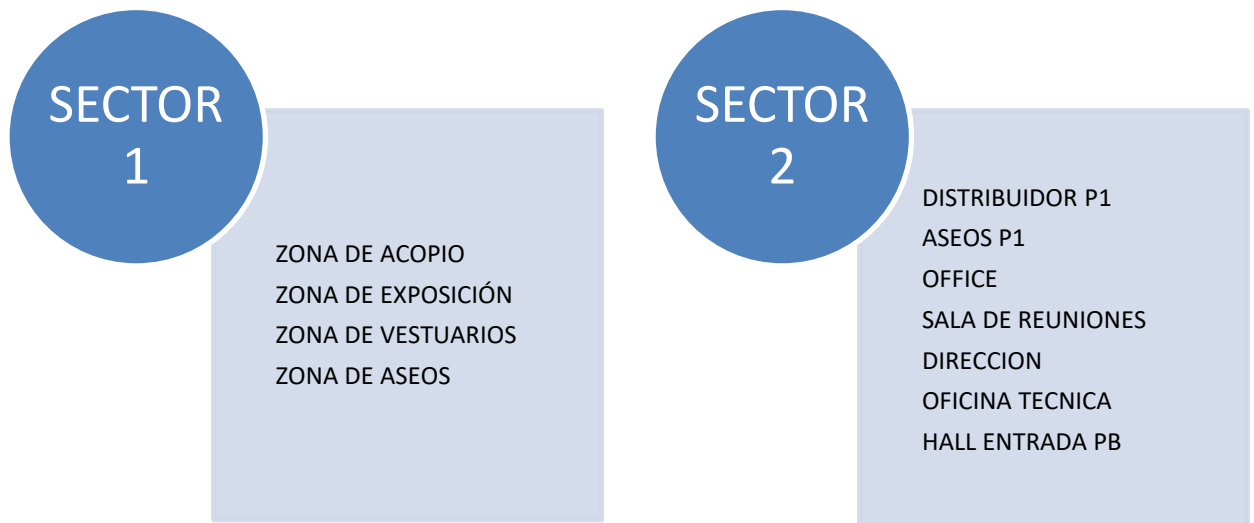 SECTOR
1
ZONA DE ACOPIO
ZONA DE EXPOSICIÓN
ZONA DE VESTUARIOS
ZONA DE ASEOS
SECTOR
2
DISTRIBUIDOR P1
ASEOS P1
OFFICE
SALA DE REUNIONES
DIRECCION
OFICINA TECNICA
HALL ENTRADA PB